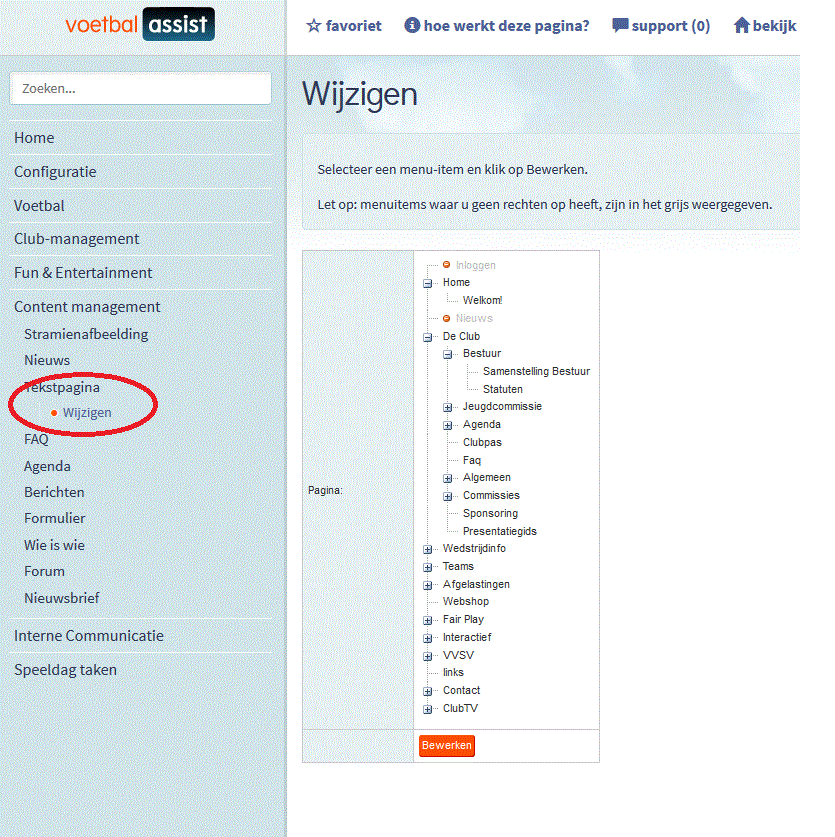 voetbal assist
☆ favoriet hoe werkt deze pagina? support (0) bekijk
Zoeken...
Home
Configuratie
Voetbal
Club-management
Fun & Entertainment
Content management
Stramienafbeelding
Nieuws
Tekstpagina
Wijzigen
FAQ
Agenda
Berichten
Formulier
Wie is wie
Forum
Nieuwsbrief
Interne Communicatie
Speeldag taken
Wijzigen
Selecteer een menu-item en klik op Bewerken.
Let op: menuitems waar u geen rechten op heeft, zijn in het grijs weergegeven.
Pagina:
Inloggen
Home
Welkom!
Nieuws
De Club
Bestuur
Samenstelling Bestuur
Statuten
Jeugdcommissie
Agenda
Clubpas
Faq
Algemeen
Commissies
Sponsoring
Presentatiegids
Wedstrijdinfo
Teams
Afgelastingen
Webshop
Fair Play
Interactief
VVSV
links
Contact
ClubTV
Bewerken